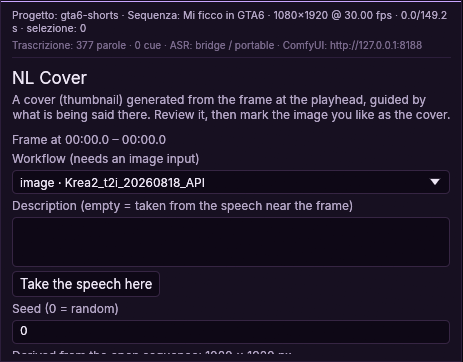 Progetto: gta6-shorts · Sequenza: Mi ficco in GTA6 · 1080×1920 @ 30.00 fps · 0.0/149.2
s · selezione: 0
Trascrizione: 377 parole · 0 cue · ASR: bridge / portable · ComfyUI: http://127.0.0.1:8188
NL Cover
A cover (thumbnail) generated from the frame at the playhead, guided by
what is being said there. Review it, then mark the image you like as the cover.
Frame at 00:00.0 – 00:00.0
Workflow (needs an image input)
image · Krea2_t2i_20260818_API
Description (empty = taken from the speech near the frame)
Take the speech here
Seed (0 = random)
0